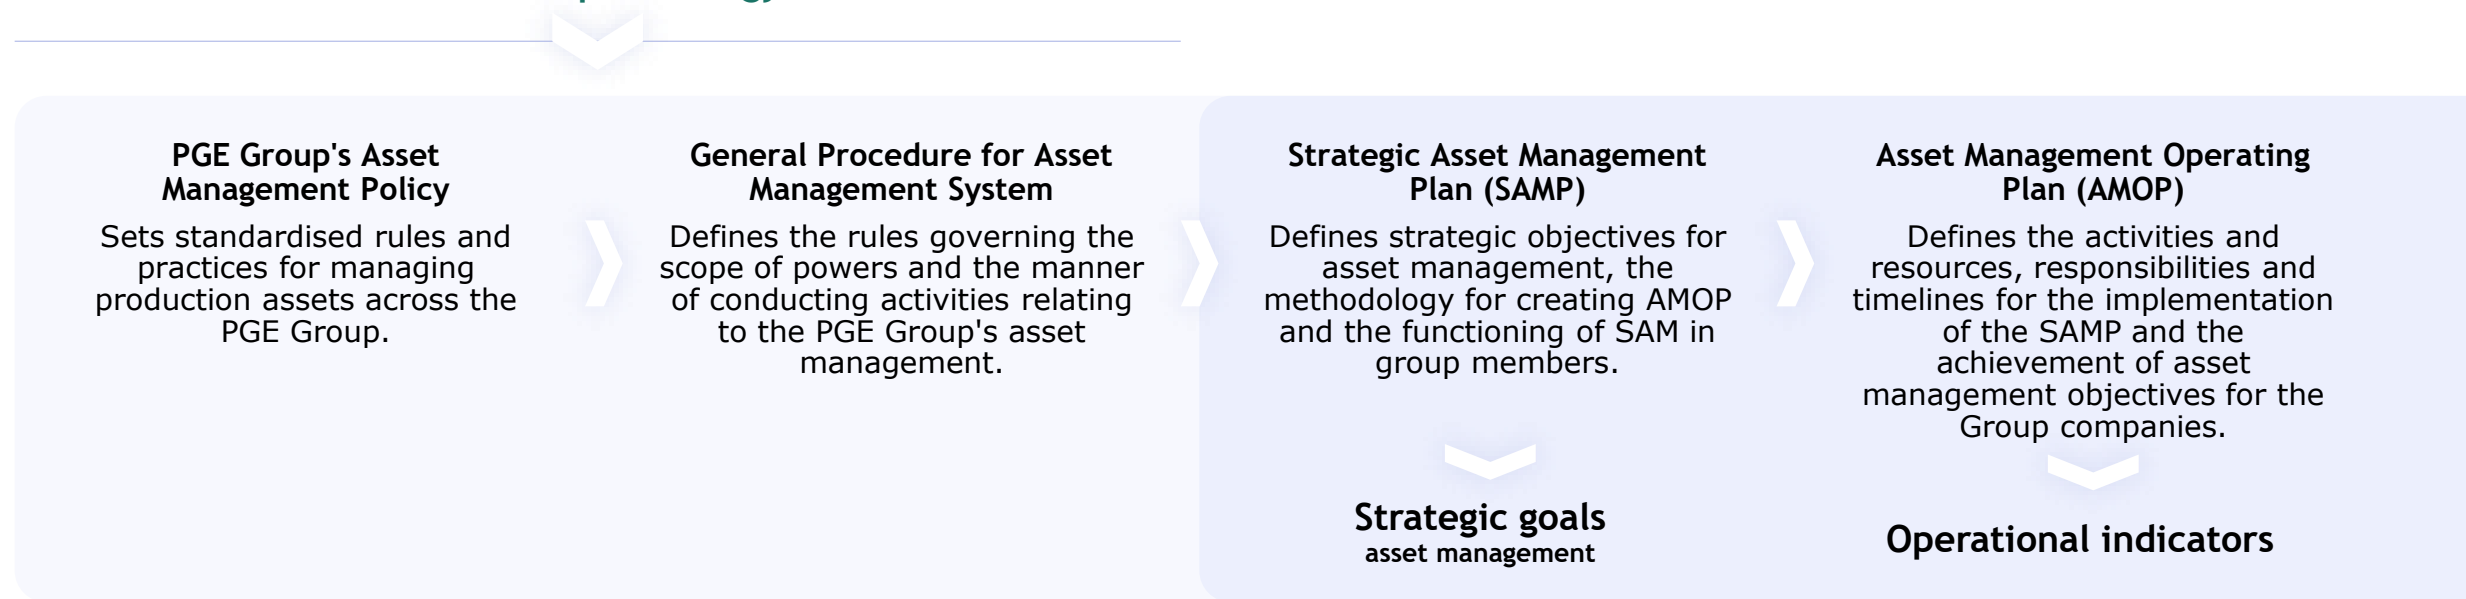 PGE Group's Asset
Management Policy
Sets standardised rules and
practices for managing
production assets across the
PGE Group.
General Procedure for Asset
Management System
Defines the rules governing the
scope of powers and the manner
of conducting activities relating
to the PGE Group's asset
management.
Strategic Asset Management
Plan (SAMP)
Defines strategic objectives for
asset management, the
methodology for creating AMOP
and the functioning of SAM in
group members.
Strategic goals
asset management
Asset Management Operating
Plan (AMOP)
Defines the activities and
resources, responsibilities and
timelines for the implementation
of the SAMP and the
achievement of asset
management objectives for the
Group companies.
Operational indicators